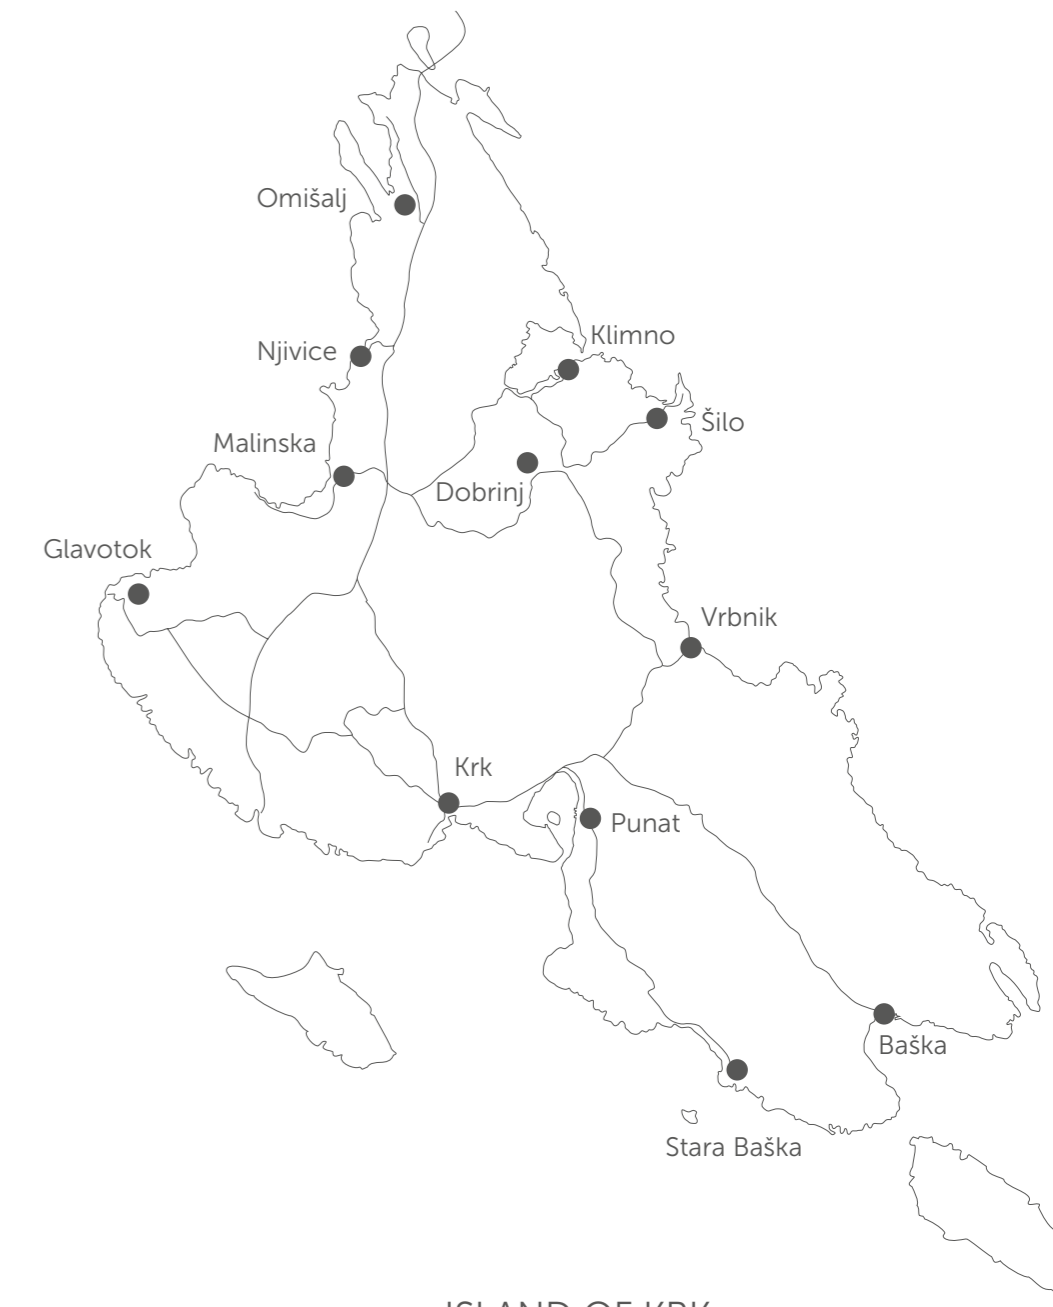 Omišalj
Klimno
Njivice
Šilo
Malinska
Dobrinj
Glavotok
Vrbnik
Krk
Punat
Baška
Stara Baška
ISLAND OF KRK